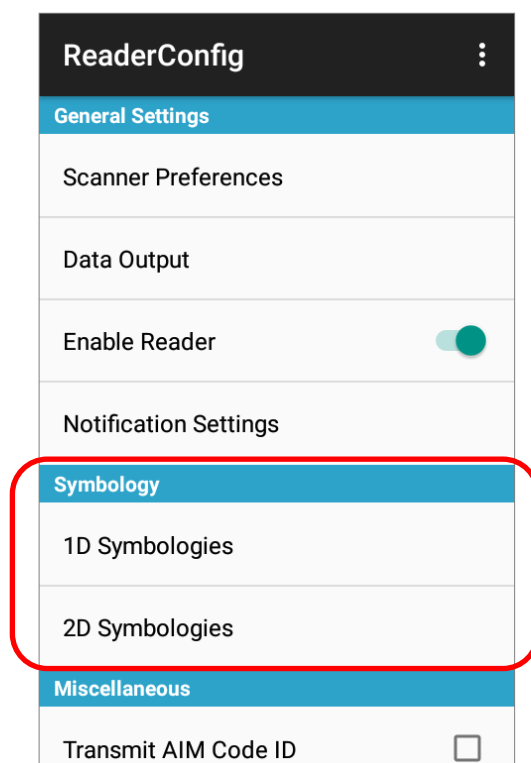 ReaderConfig
General Settings
Scanner Preferences
Data Output
Enable Reader
Notification Settings
Symbology
1D Symbologies
2D Symbologies
Miscellaneous
Transmit AIM Code ID